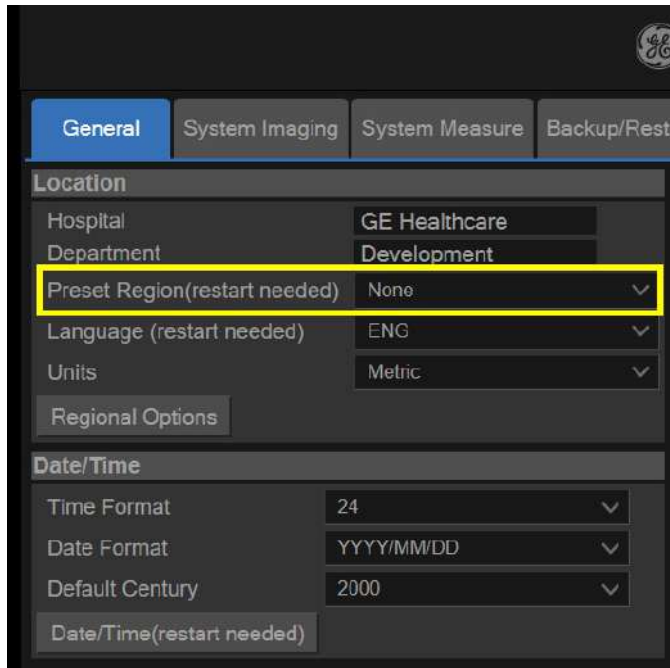 General System Imaging System Measure Backup/Rest
Location
Hospital GE Healthcare
Department Development
Preset Region(restart needed) None
Language (restart needed) ENG
Units Metric
Regional Options
Date/Time
Time Format 24
Date Format YYYY/MM/DD
Default Century 2000
Date/Time(restart needed)